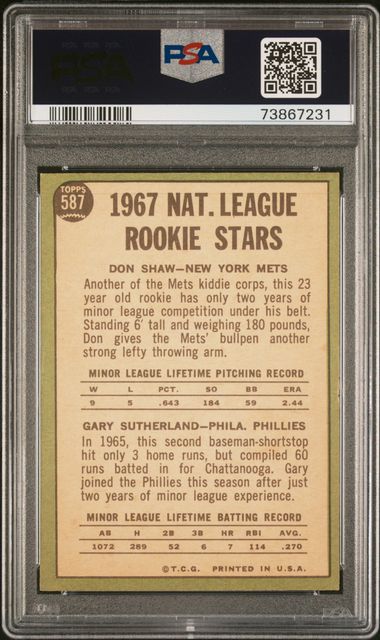 PSA
PSA
73867231
TOPPS
587
1967 NAT. LEAGUE
ROOKIE STARS
DON SHAW—NEW YORK METS
Another of the Mets kiddie corps, this 23
year old rookie has only two years of
minor league competition under his belt.
Standing 6' tall and weighing 180 pounds,
Don gives the Mets' bullpen another
strong lefty throwing arm.
MINOR LEAGUE LIFETIME PITCHING RECORD
W L PCT. SO BB ERA
9 5 .643 184 59 2.44
GARY SUTHERLAND—PHILA. PHILLIES
In 1965, this second baseman-shortstop
hit only 3 home runs, but compiled 60
runs batted in for Chattanooga. Gary
joined the Phillies this season after just
two years of minor league experience.
MINOR LEAGUE LIFETIME BATTING RECORD
AB H 2B 3B HR RBI AVG.
1072 289 52 6 7 114 .270
©T.C.G. PRINTED IN U.S.A.